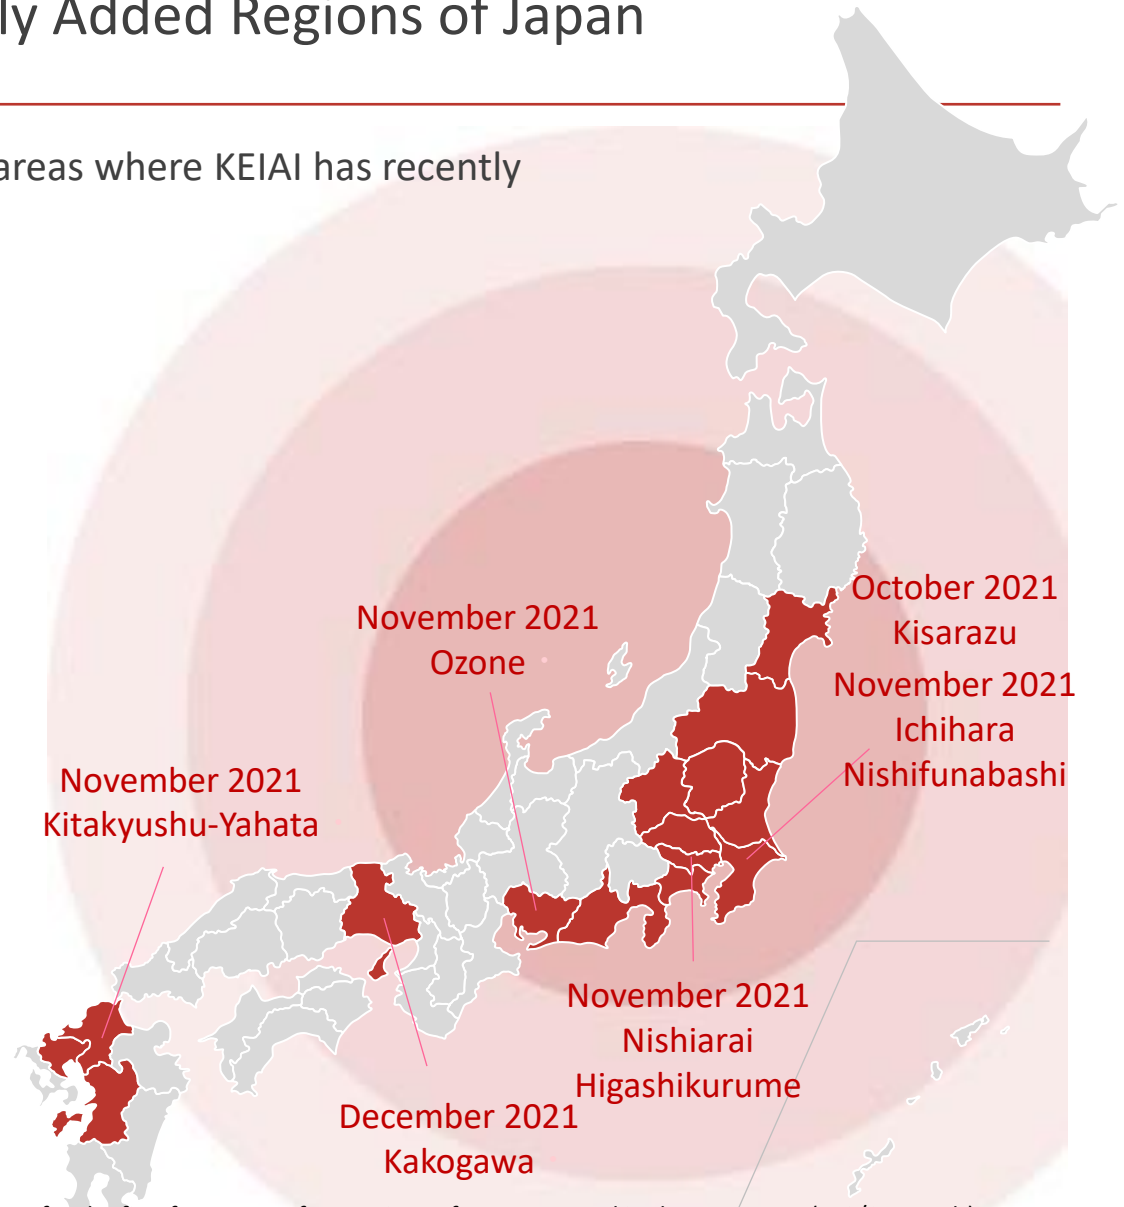 ly Added Regions of Japan
areas where KEIAI has recently
October 2021
Kisarazu
November 2021
Ichihara
Nishifunabashi
November 2021
Ozone
November 2021
Kitakyushu-Yahata
November 2021
Nishiarai
Higashikurume
December 2021
Kakogawa